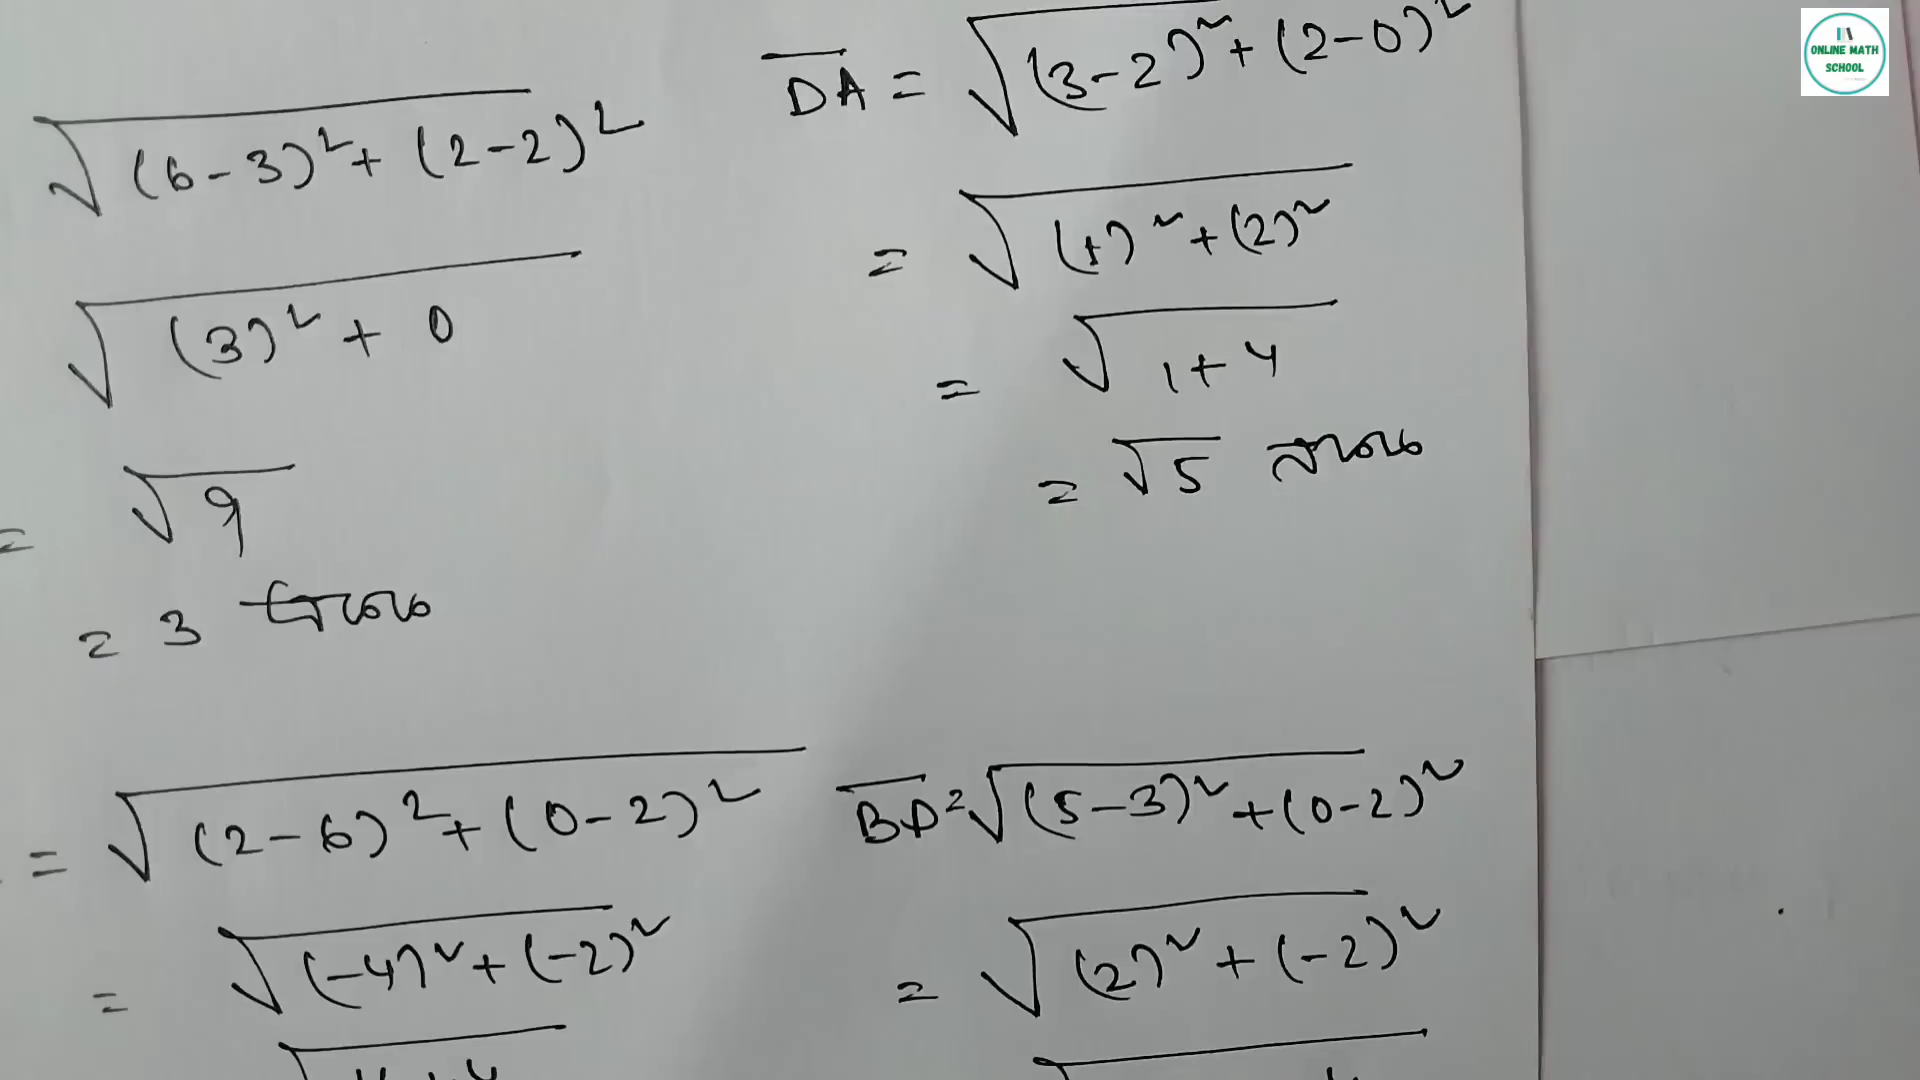 ONLINE MATH
SCHOOL
√(6-3)² + (2-2)²
√(3)² + 0
= √9
= 3 একক
DA = √(3-2)² + (2-0)²
= √(1)² + (2)²
= √1+4
= √5 একক
= √(2-6)² + (0-2)²
= √(-4)² + (-2)²
BD = √(5-3)² + (0-2)²
= √(2)² + (-2)²